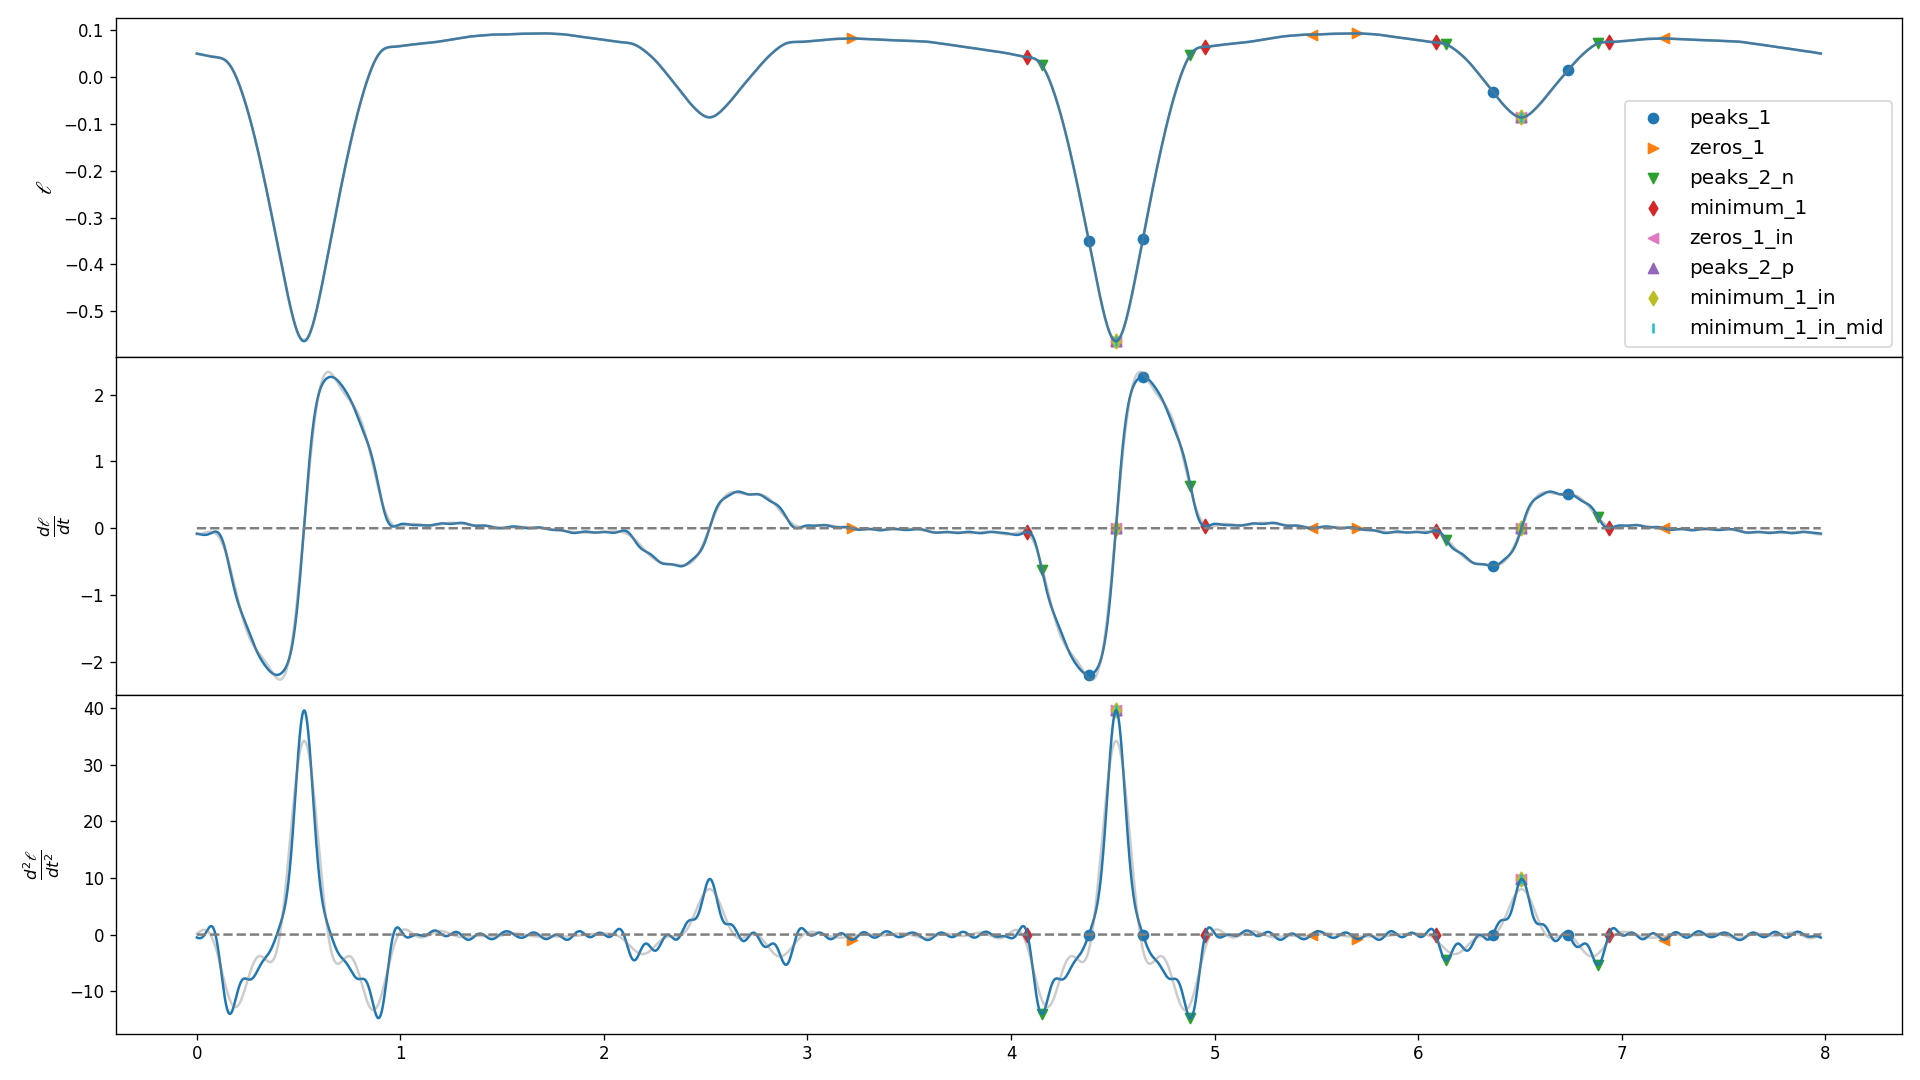 0.1
0.0
−0.1
−0.2
−0.3
−0.4
−0.5
ℓ
peaks_1
zeros_1
peaks_2_n
minimum_1
zeros_1_in
peaks_2_p
minimum_1_in
minimum_1_in_mid
2
1
0
−1
−2
dℓ
dt
40
30
20
10
0
−10
d²ℓ
dt²
0 1 2 3 4 5 6 7 8